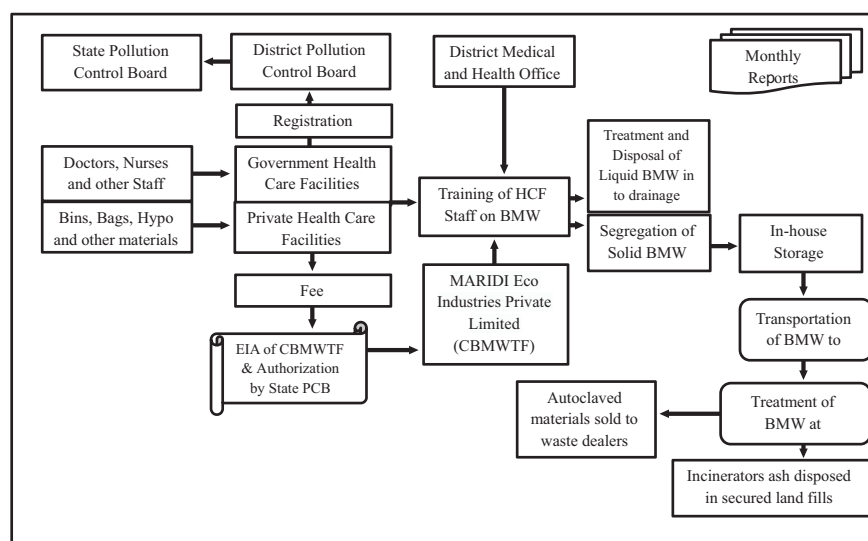 State Pollution
Control Board
District Pollution
Control Board
District Medical
and Health Office
Monthly
Reports
Registration
Doctors, Nurses
and other Staff
Government Health
Care Facilities
Treatment and
Disposal of
Liquid BMW in
to drainage
Training of HCF
Staff on BMW
Bins, Bags, Hypo
and other materials
Private Health Care
Facilities
Segregation of
Solid BMW
In-house
Storage
Fee
MARIDI Eco
Industries Private
Limited
(CBMWTF)
Transportation
of BMW to
EIA of CBMWTF
& Authorization
by State PCB
Autoclaved
materials sold to
waste dealers
Treatment of
BMW at
Incinerators ash disposed
in secured land fills